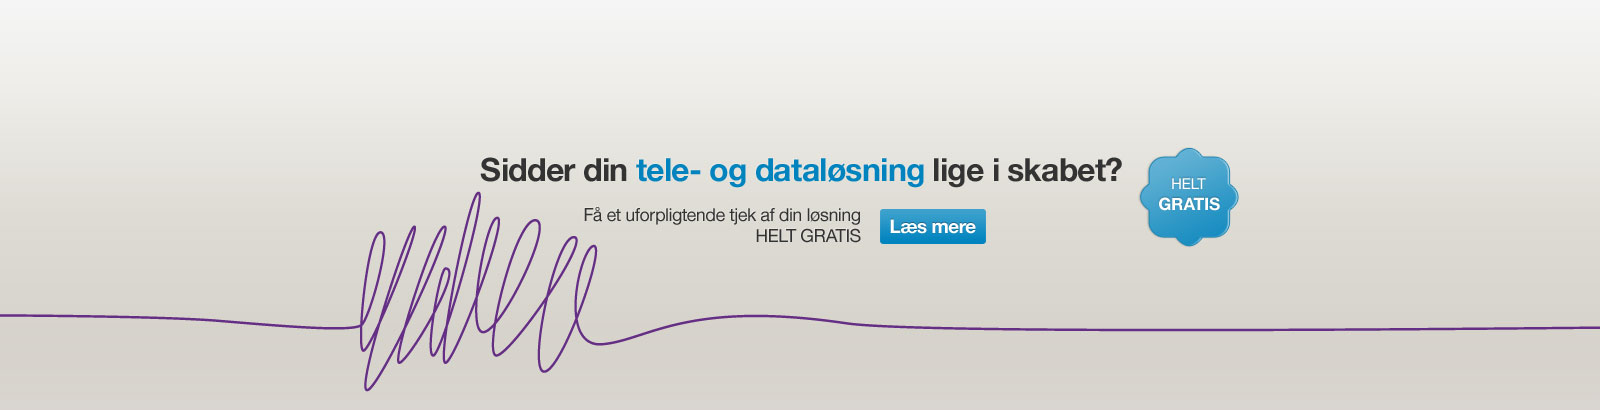 Sidder din tele- og dataløsning lige i skabet?
Få et uforpligtende tjek af din løsning
HELT GRATIS
Læs mere
HELT
GRATIS